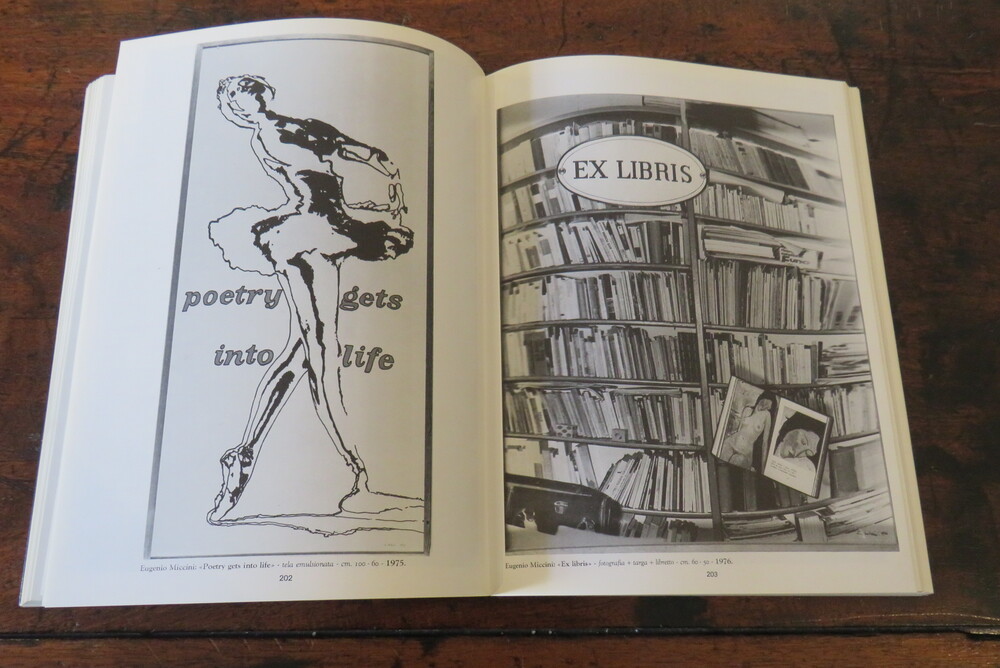 poetry gets
into life
Eugenio Miccini: «Poetry gets into life» - tela emulsionata - cm. 100 - 60 - 1975.
202
EX LIBRIS
Eugenio Miccini: «Ex libris» - fotografia + targa + libretto - cm. 60 - 50 - 1976.
203